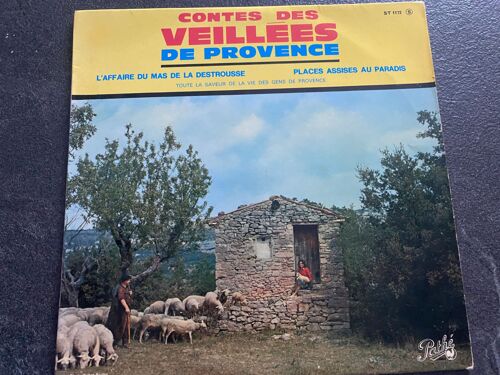 ST 1172 S
CONTES DES
VEILLÉES
DE PROVENCE
L'AFFAIRE DU MAS DE LA DESTROUSSE PLACES ASSISES AU PARADIS
TOUTE LA SAVEUR DE LA VIE DES GENS DE PROVENCE
Pathé